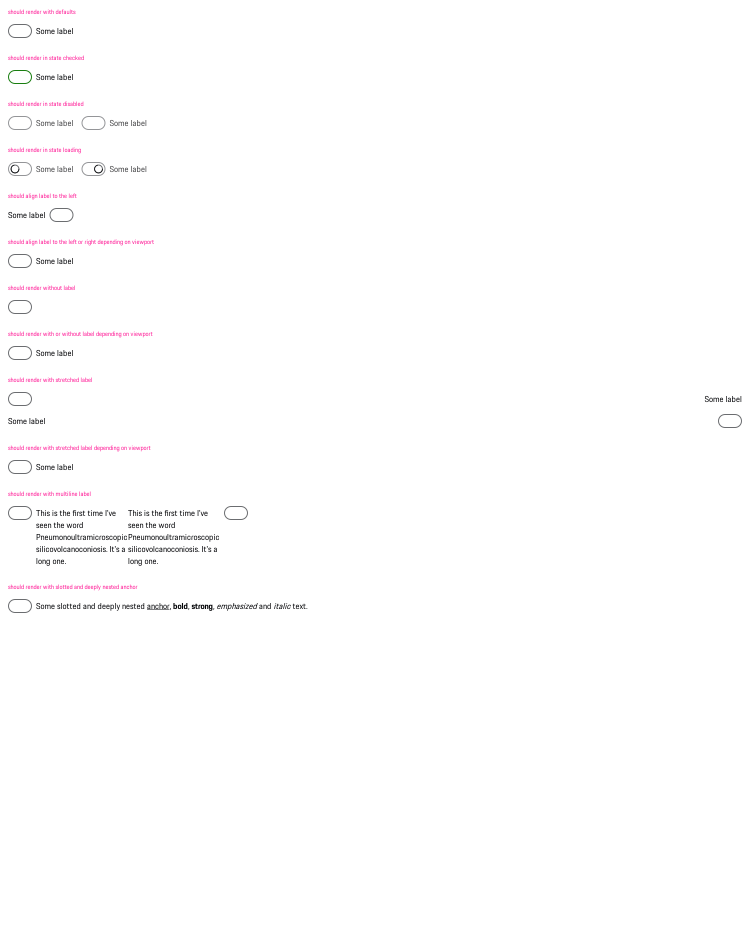 should render with defaults
Some label
should render in state checked
Some label
should render in state disabled
Some label Some label
should render in state loading
Some label Some label
should align label to the left
Some label
should align label to the left or right depending on viewport
Some label
should render without label
should render with or without label depending on viewport
Some label
should render with stretched label
Some label
Some label
should render with stretched label depending on viewport
Some label
should render with multiline label
This is the first time I've
seen the word
Pneumonoultramicroscopic
silicovolcanoconiosis. It's a
long one.
This is the first time I've
seen the word
Pneumonoultramicroscopic
silicovolcanoconiosis. It's a
long one.
should render with slotted and deeply nested anchor
Some slotted and deeply nested anchor, bold, strong, emphasized and italic text.